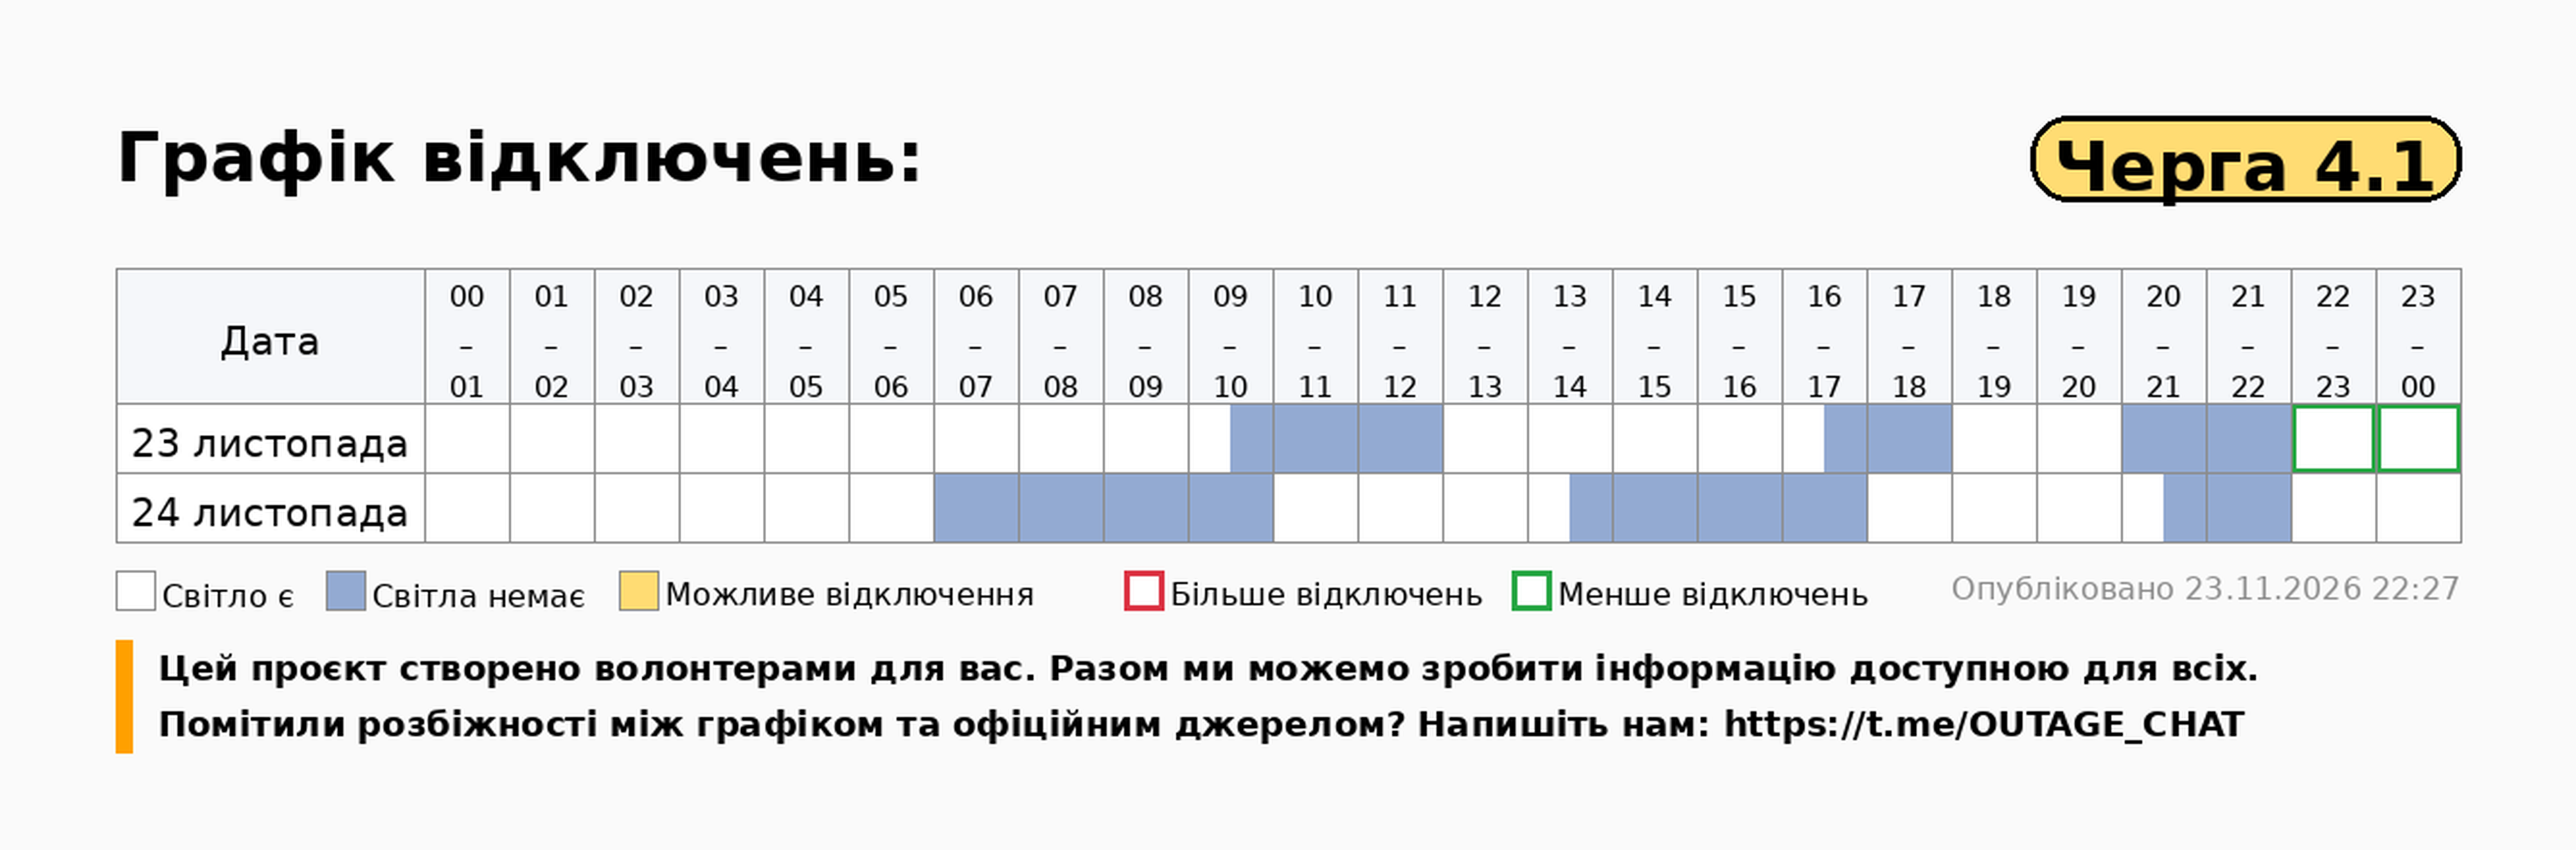 Графік відключень:
Черга 4.1
Дата
00 – 01
01 – 02
02 – 03
03 – 04
04 – 05
05 – 06
06 – 07
07 – 08
08 – 09
09 – 10
10 – 11
11 – 12
12 – 13
13 – 14
14 – 15
15 – 16
16 – 17
17 – 18
18 – 19
19 – 20
20 – 21
21 – 22
22 – 23
23 – 00
23 листопада
24 листопада
Світло є
Світла немає
Можливе відключення
Більше відключень
Менше відключень
Опубліковано 23.11.2026 22:27
Цей проєкт створено волонтерами для вас. Разом ми можемо зробити інформацію доступною для всіх.
Помітили розбіжності між графіком та офіційним джерелом? Напишіть нам: https://t.me/OUTAGE_CHAT